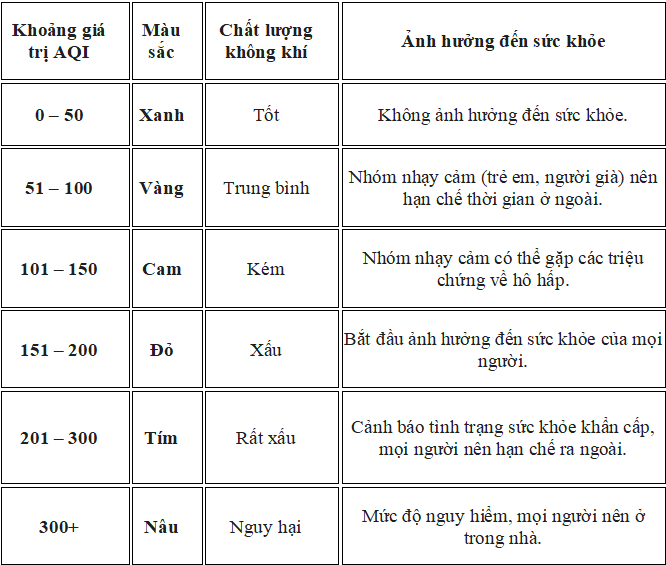 Khoảng giá trị AQI
Màu sắc
Chất lượng không khí
Ảnh hưởng đến sức khỏe
0 – 50
Xanh
Tốt
Không ảnh hưởng đến sức khỏe.
51 – 100
Vàng
Trung bình
Nhóm nhạy cảm (trẻ em, người già) nên
hạn chế thời gian ở ngoài.
101 – 150
Cam
Kém
Nhóm nhạy cảm có thể gặp các triệu
chứng về hô hấp.
151 – 200
Đỏ
Xấu
Bắt đầu ảnh hưởng đến sức khỏe của mọi
người.
201 – 300
Tím
Rất xấu
Cảnh báo tình trạng sức khỏe khẩn cấp,
mọi người nên hạn chế ra ngoài.
300+
Nâu
Nguy hại
Mức độ nguy hiểm, mọi người nên ở
trong nhà.